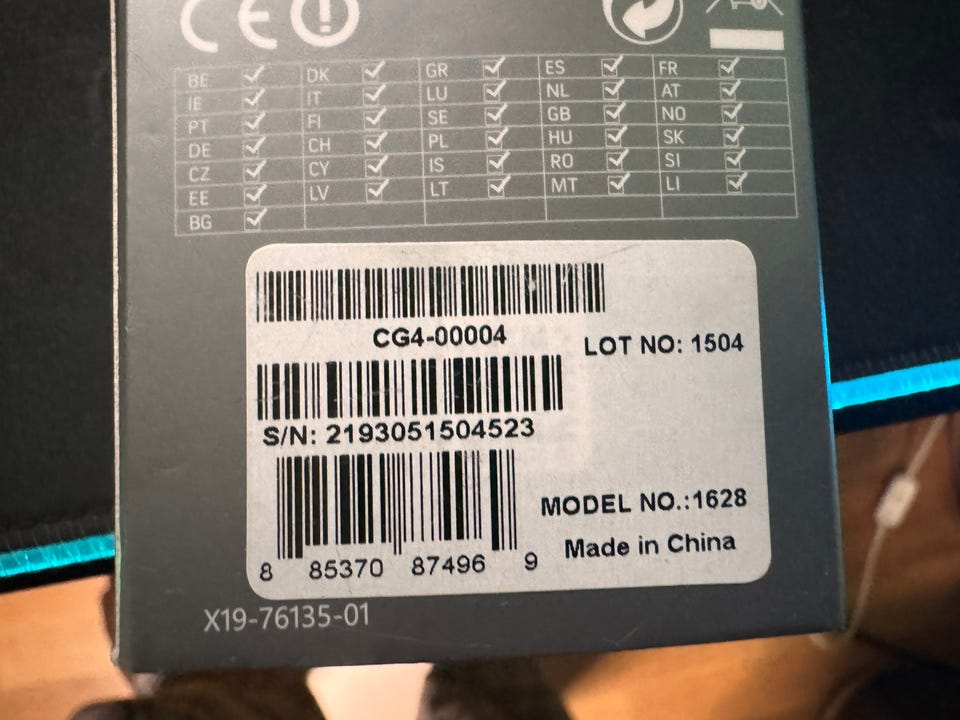 CE
BE DK GR ES FR
IE IT LU NL AT
PT FI SE GB NO
DE CH PL HU SK
CZ CY IS RO SI
EE LV LT MT LI
BG
CG4-00004
LOT NO: 1504
S/N: 2193051504523
MODEL NO.:1628
Made in China
8 85370 87496 9
X19-76135-01